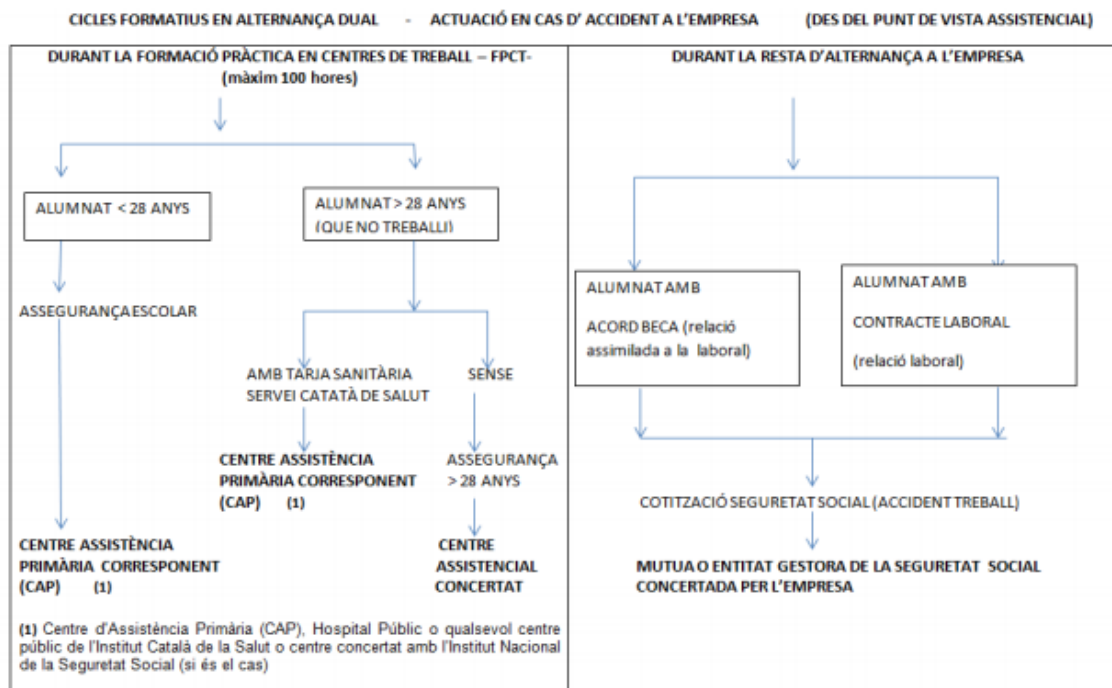 CICLES FORMATIUS EN ALTERNANÇA DUAL - ACTUACIÓ EN CAS D' ACCIDENT A L'EMPRESA (DES DEL PUNT DE VISTA ASSISTENCIAL)
DURANT LA FORMACIÓ PRÀCTICA EN CENTRES DE TREBALL – FPCT-
(màxim 100 hores)
ALUMNAT < 28 ANYS
ALUMNAT > 28 ANYS
(QUE NO TREBALLI)
ASSEGURANÇA ESCOLAR
AMB TARJA SANITÀRIA
SERVEI CATATÀ DE SALUT
SENSE
CENTRE ASSISTÈNCIA
PRIMÀRIA CORRESPONENT
(CAP) (1)
ASSEGURANÇA
> 28 ANYS
CENTRE ASSISTÈNCIA
PRIMÀRIA CORRESPONENT
(CAP) (1)
CENTRE
ASSISTENCIAL
CONCERTAT
(1) Centre d'Assistència Primària (CAP), Hospital Públic o qualsevol centre
públic de l'Institut Català de la Salut o centre concertat amb l'Institut Nacional
de la Seguretat Social (si és el cas)
DURANT LA RESTA D'ALTERNANÇA A L'EMPRESA
ALUMNAT AMB
ACORD BECA (relació
assimilada a la laboral)
ALUMNAT AMB
CONTRACTE LABORAL
(relació laboral)
COTITZACIÓ SEGURETAT SOCIAL (ACCIDENT TREBALL)
MUTUA O ENTITAT GESTORA DE LA SEGURETAT SOCIAL
CONCERTADA PER L'EMPRESA